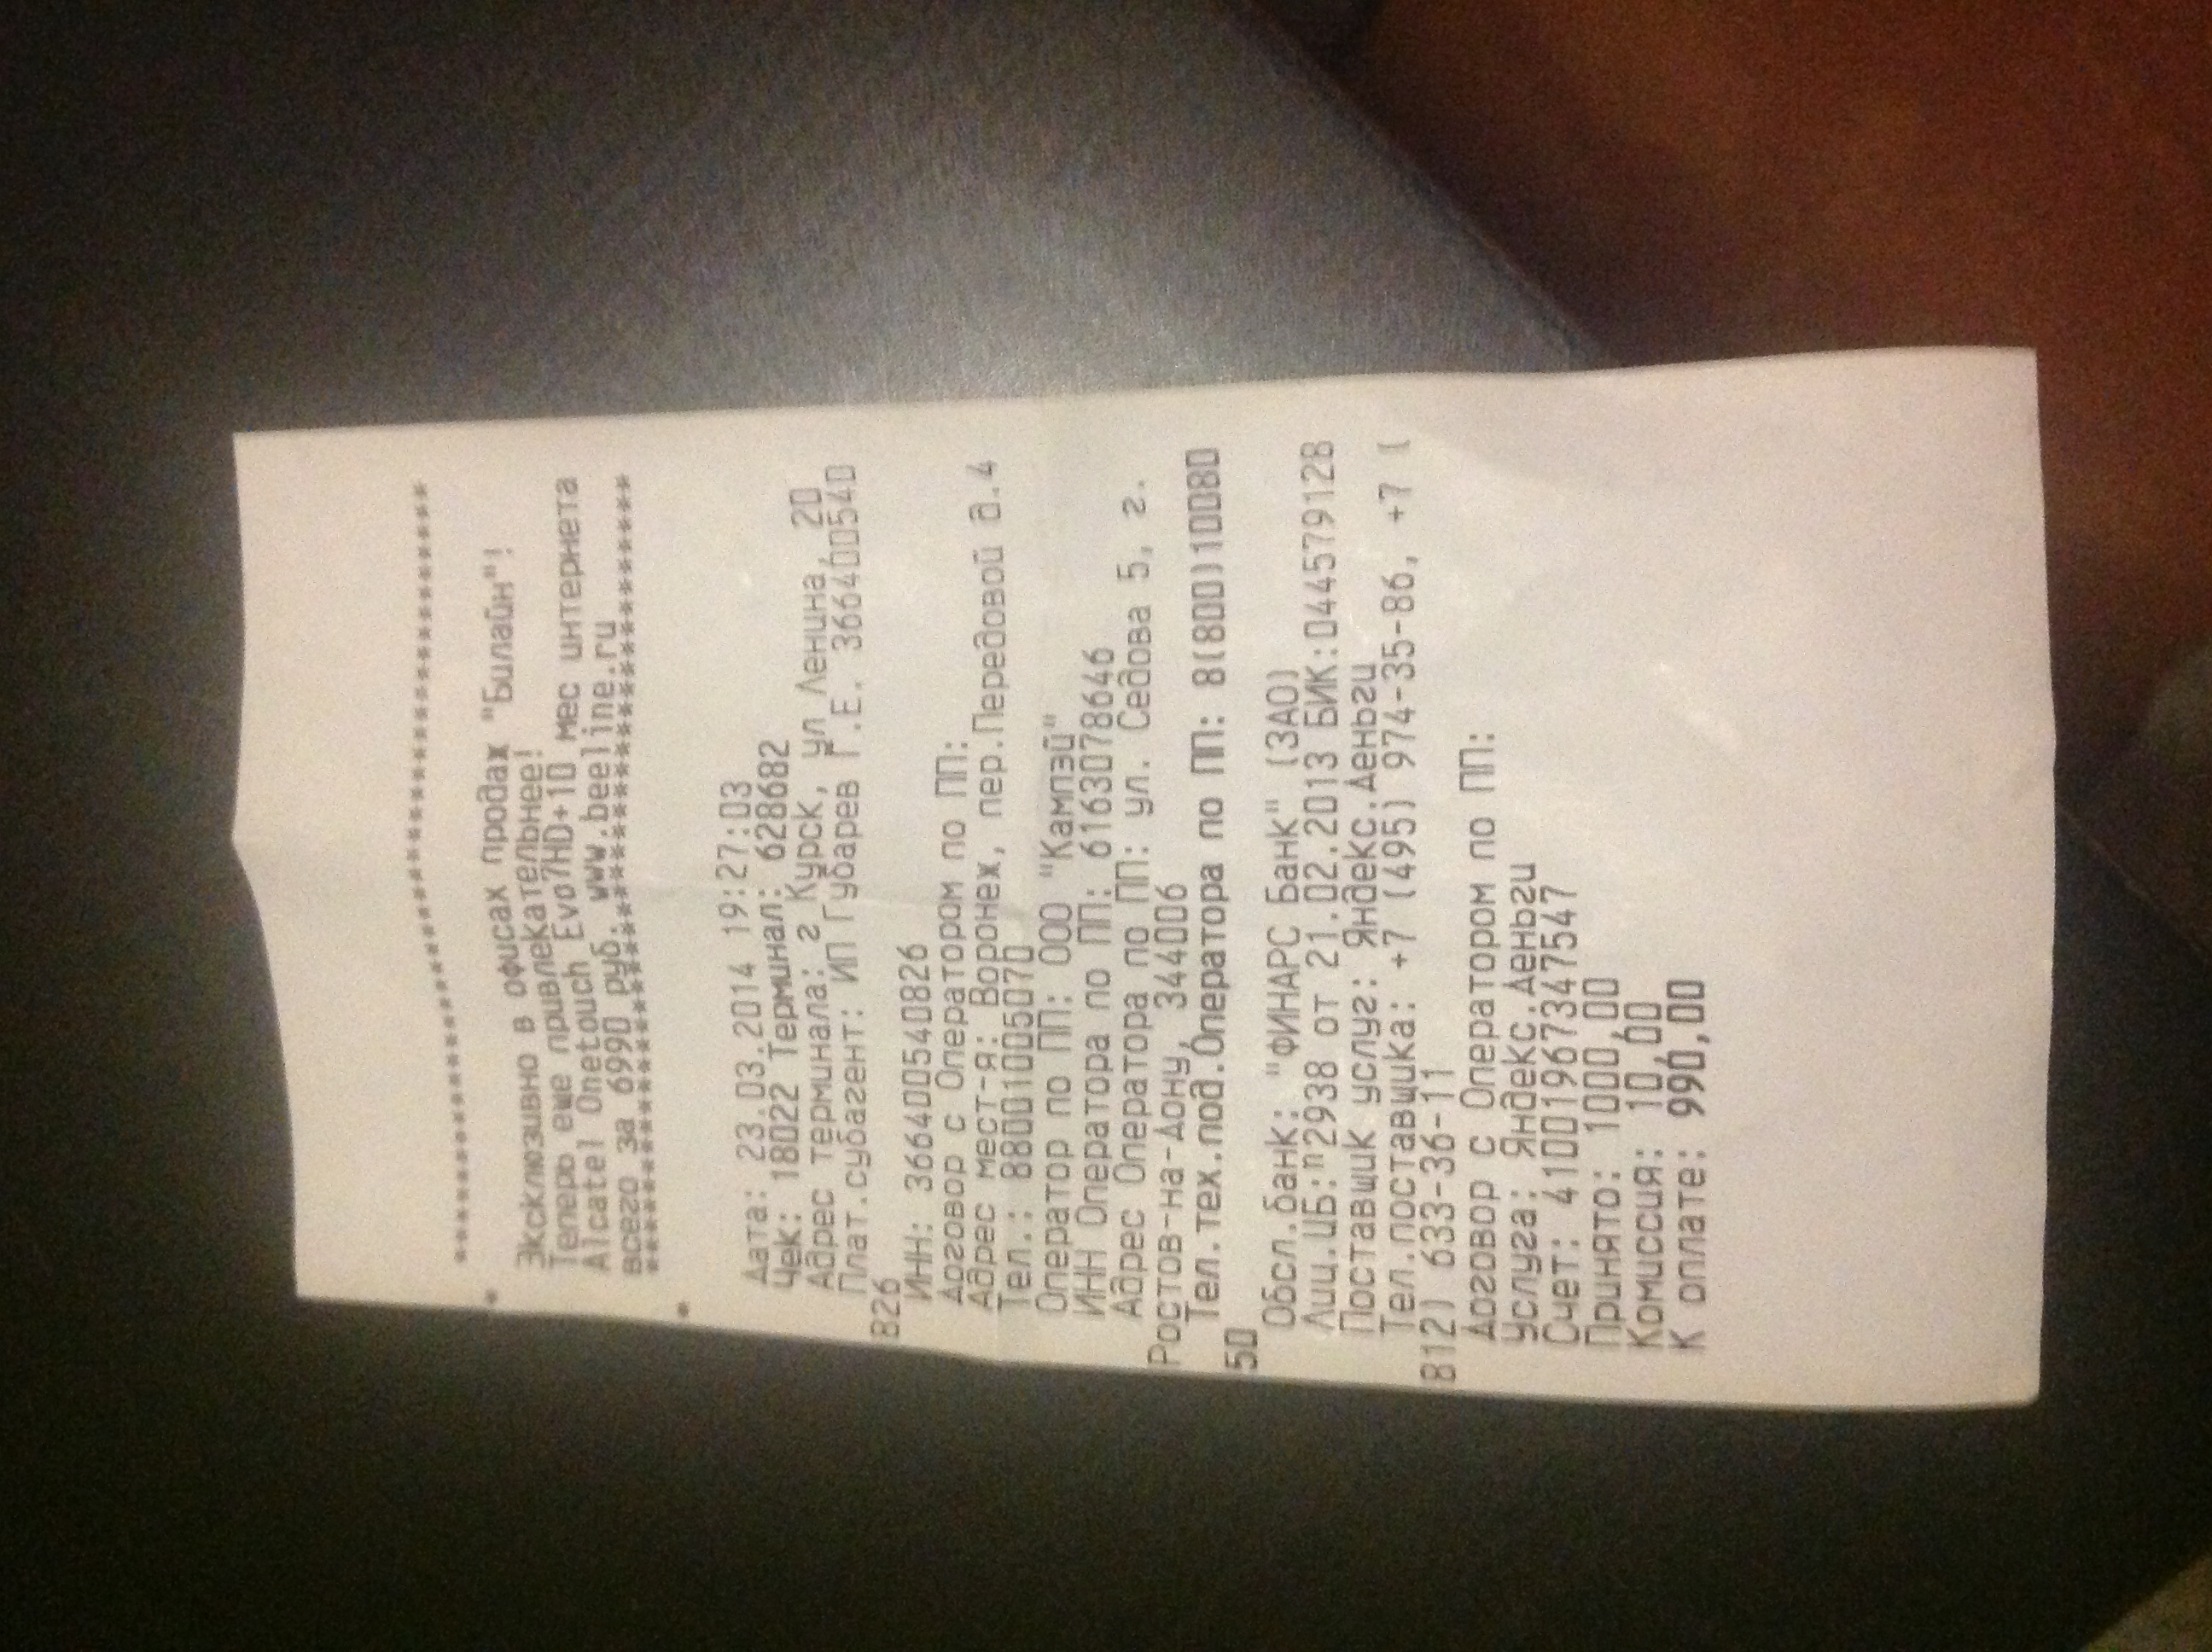 ******************************************
Эксклюзивно в офисах продаж "Билайн"!
Теперь еще привлекательнее!
Alcatel Onetouch Evo7HD+10 мес интернета
всего за 6990 руб. www.beeline.ru
******************************************
Дата: 23.03.2014 19:27:03
Чек: 18022 Терминал: 628682
Адрес терминала: г Курск, ул Ленина, 20
Плат.субагент: ИП Губарев Г.Е. 366400540
826
ИНН: 366400540826
Договор с Оператором по ПП:
Адрес мест-я: Воронеж, пер.Передовой д.4
Тел.: 88001005070
Оператор по ПП: ООО "Кампэй"
ИНН Оператора по ПП: 6163078646
Адрес Оператора по ПП: ул. Седова 5, г.
Ростов-на-Дону, 344006
Тел.тех.под.Оператора по ПП: 8(800)10080
50
Обсл.банк: "ФИНАРС Банк" (ЗАО)
Лиц.ЦБ:n2938 от 21.02.2013 БИК:044579128
Поставщик услуг: Яндекс.Деньги
Тел.поставщика: +7 (495) 974-35-86, +7 (
812) 633-36-11
Договор с Оператором по ПП:
Услуга: Яндекс.Деньги
Счет: 41001967347547
Принято: 1000,00
Комиссия: 10,00
К оплате: 990,00